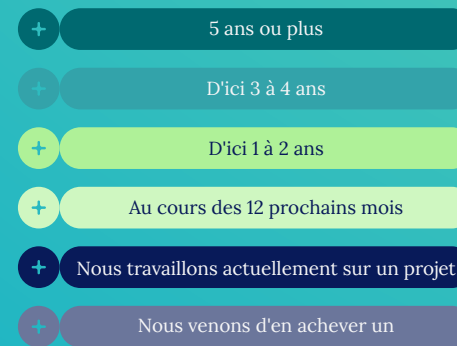 5 ans ou plus
D'ici 3 à 4 ans
D'ici 1 à 2 ans
Au cours des 12 prochains mois
Nous travaillons actuellement sur un projet
Nous venons d'en achever un